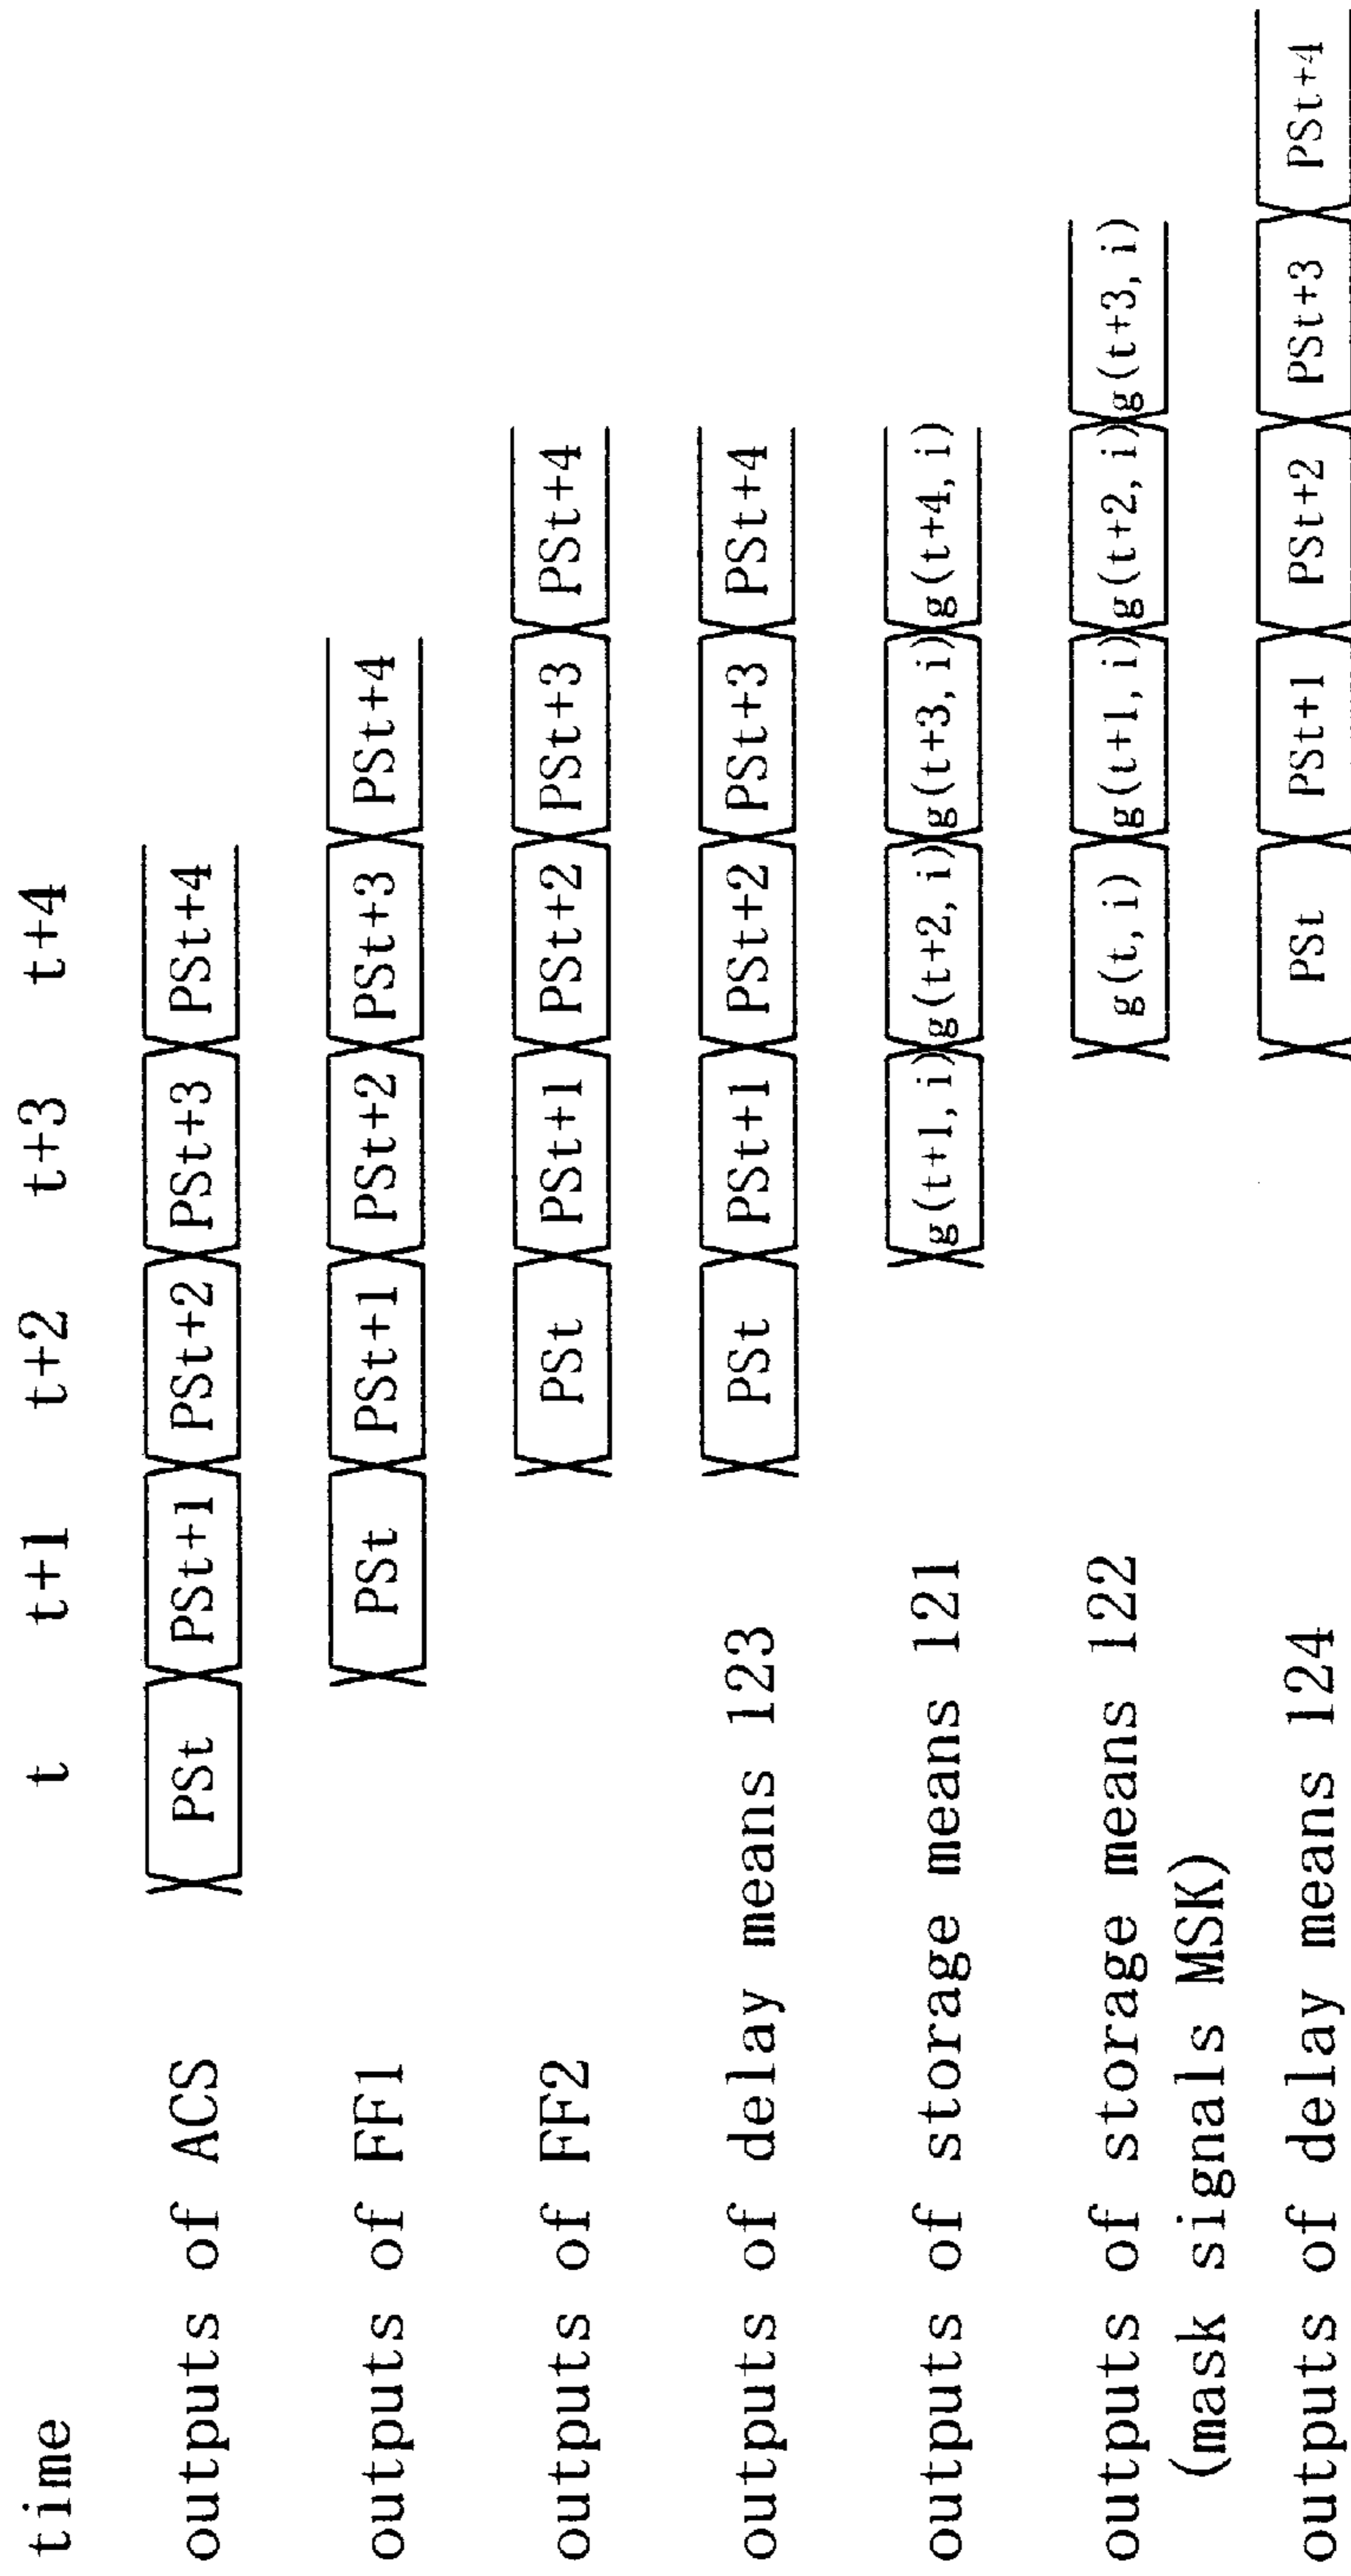 time t t+1 t+2 t+3 t+4
outputs of ACS PSt PSt+1 PSt+2 PSt+3 PSt+4
outputs of FF1 PSt PSt+1 PSt+2 PSt+3 PSt+4
outputs of FF2 PSt PSt+1 PSt+2 PSt+3 PSt+4
outputs of delay means 123 PSt PSt+1 PSt+2 PSt+3 PSt+4
outputs of storage means 121 g(t+1, i) g(t+2, i) g(t+3, i) g(t+4, i)
outputs of storage means 122 g(t, i) g(t+1, i) g(t+2, i) g(t+3, i)
(mask signals MSK)
outputs of delay means 124 PSt PSt+1 PSt+2 PSt+3 PSt+4